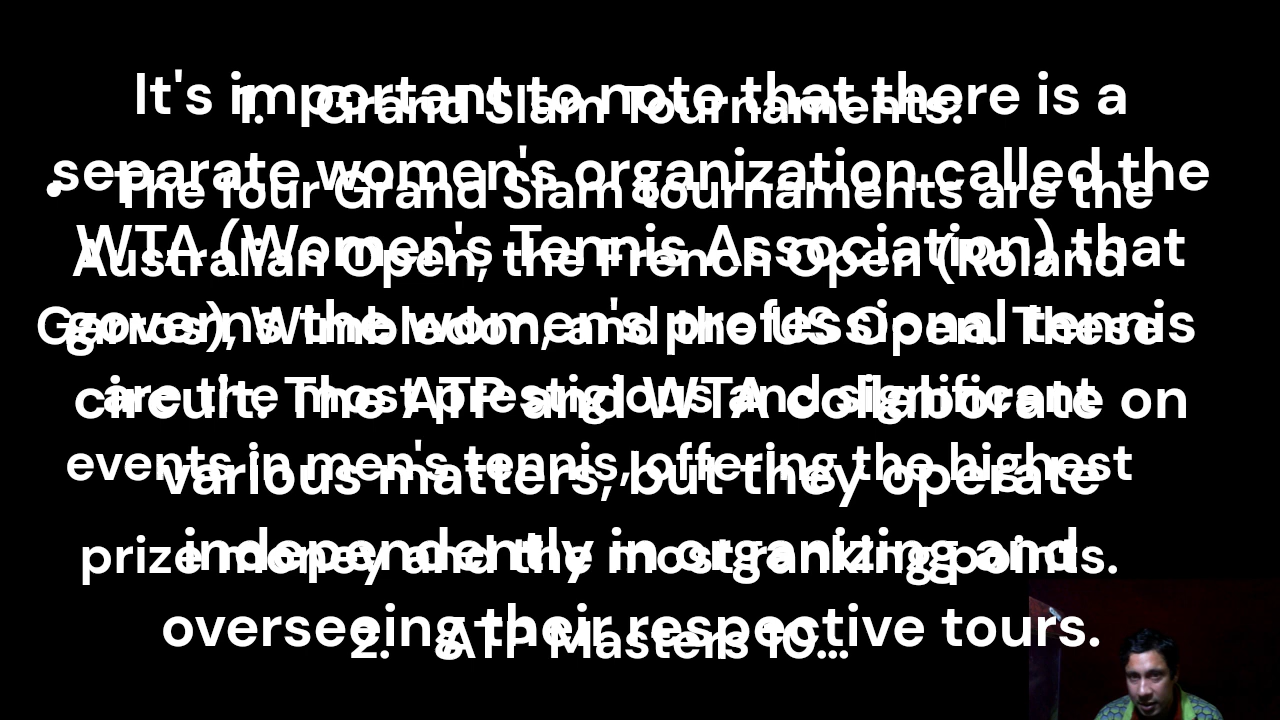 It's important to note that there is a
separate women's organization called the
WTA (Women's Tennis Association) that
governs the women's professional tennis
circuit. The ATP and WTA collaborate on
various matters, but they operate
independently in organizing and
overseeing their respective tours.
1. Grand Slam Tournaments:
• The four Grand Slam tournaments are the
Australian Open, the French Open (Roland
Garros), Wimbledon, and the US Open. These
are the most prestigious and significant
events in men's tennis, offering the highest
prize money and the most ranking points.
2. ATP Masters 10...